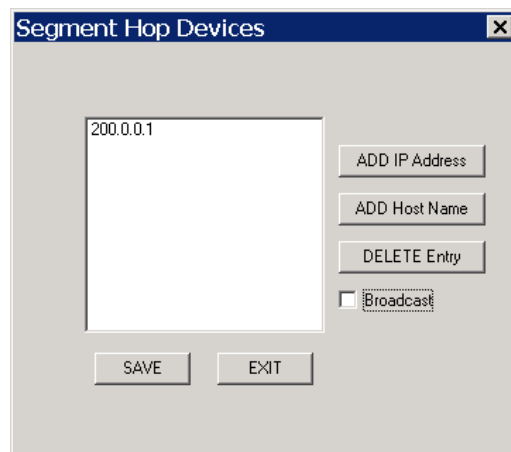 Segment Hop Devices
200.0.0.1
ADD IP Address
ADD Host Name
DELETE Entry
Broadcast
SAVE
EXIT